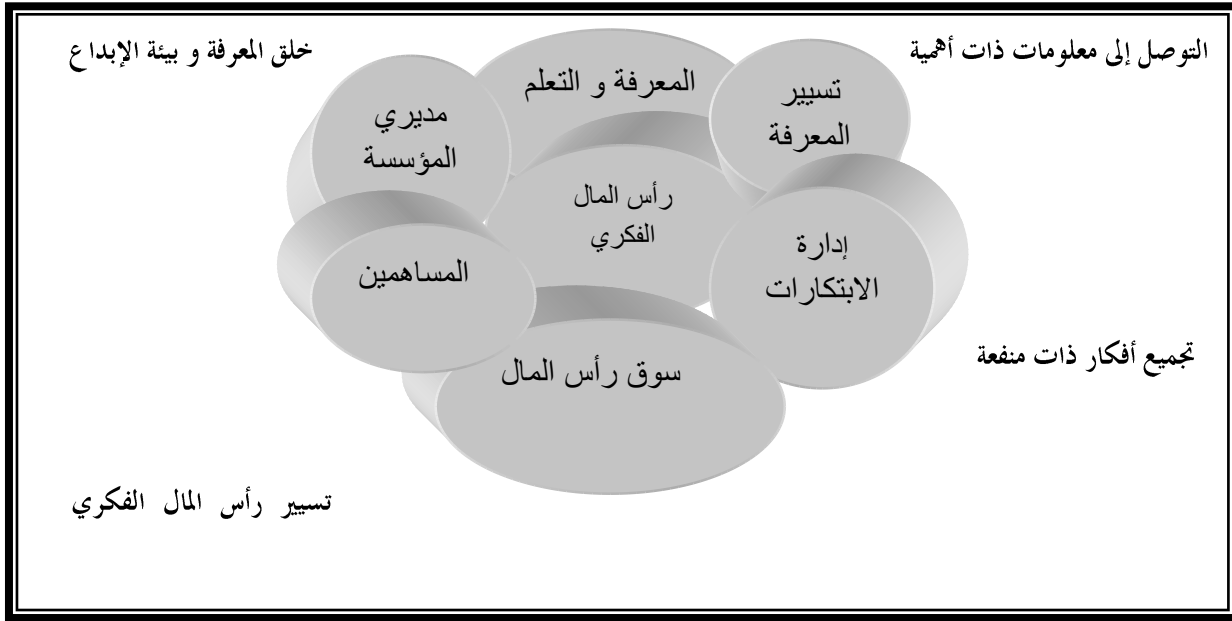 التوصل إلى معلومات ذات أهمية
خلق المعرفة و بيئة الإبداع
المعرفة و التعلم
تسيير
المعرفة
مديري
المؤسسة
رأس المال
الفكري
إدارة
الابتكارات
المساهمين
سوق رأس المال
تجميع أفكار ذات منفعة
تسيير رأس المال الفكري